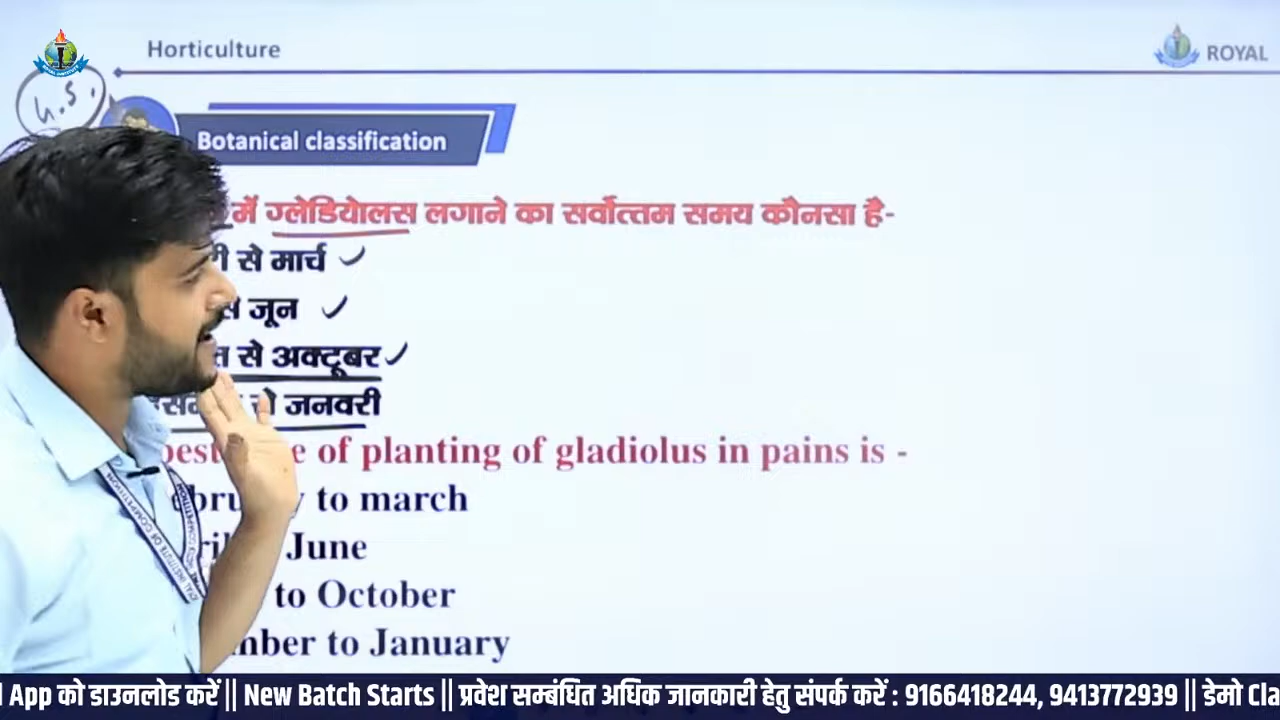 Horticulture
ROYAL
h.s.
Botanical classification
में ग्लेडियोलस लगाने का सर्वोत्तम समय कौनसा है-
से मार्च
जून
से अक्टूबर
जनवरी
of planting of gladiolus in pains is -
to march
June
to October
to January
App को डाउनलोड करें || New Batch Starts || प्रवेश सम्बंधित अधिक जानकारी हेतु संपर्क करें : 9166418244, 9413772939 || डेमो